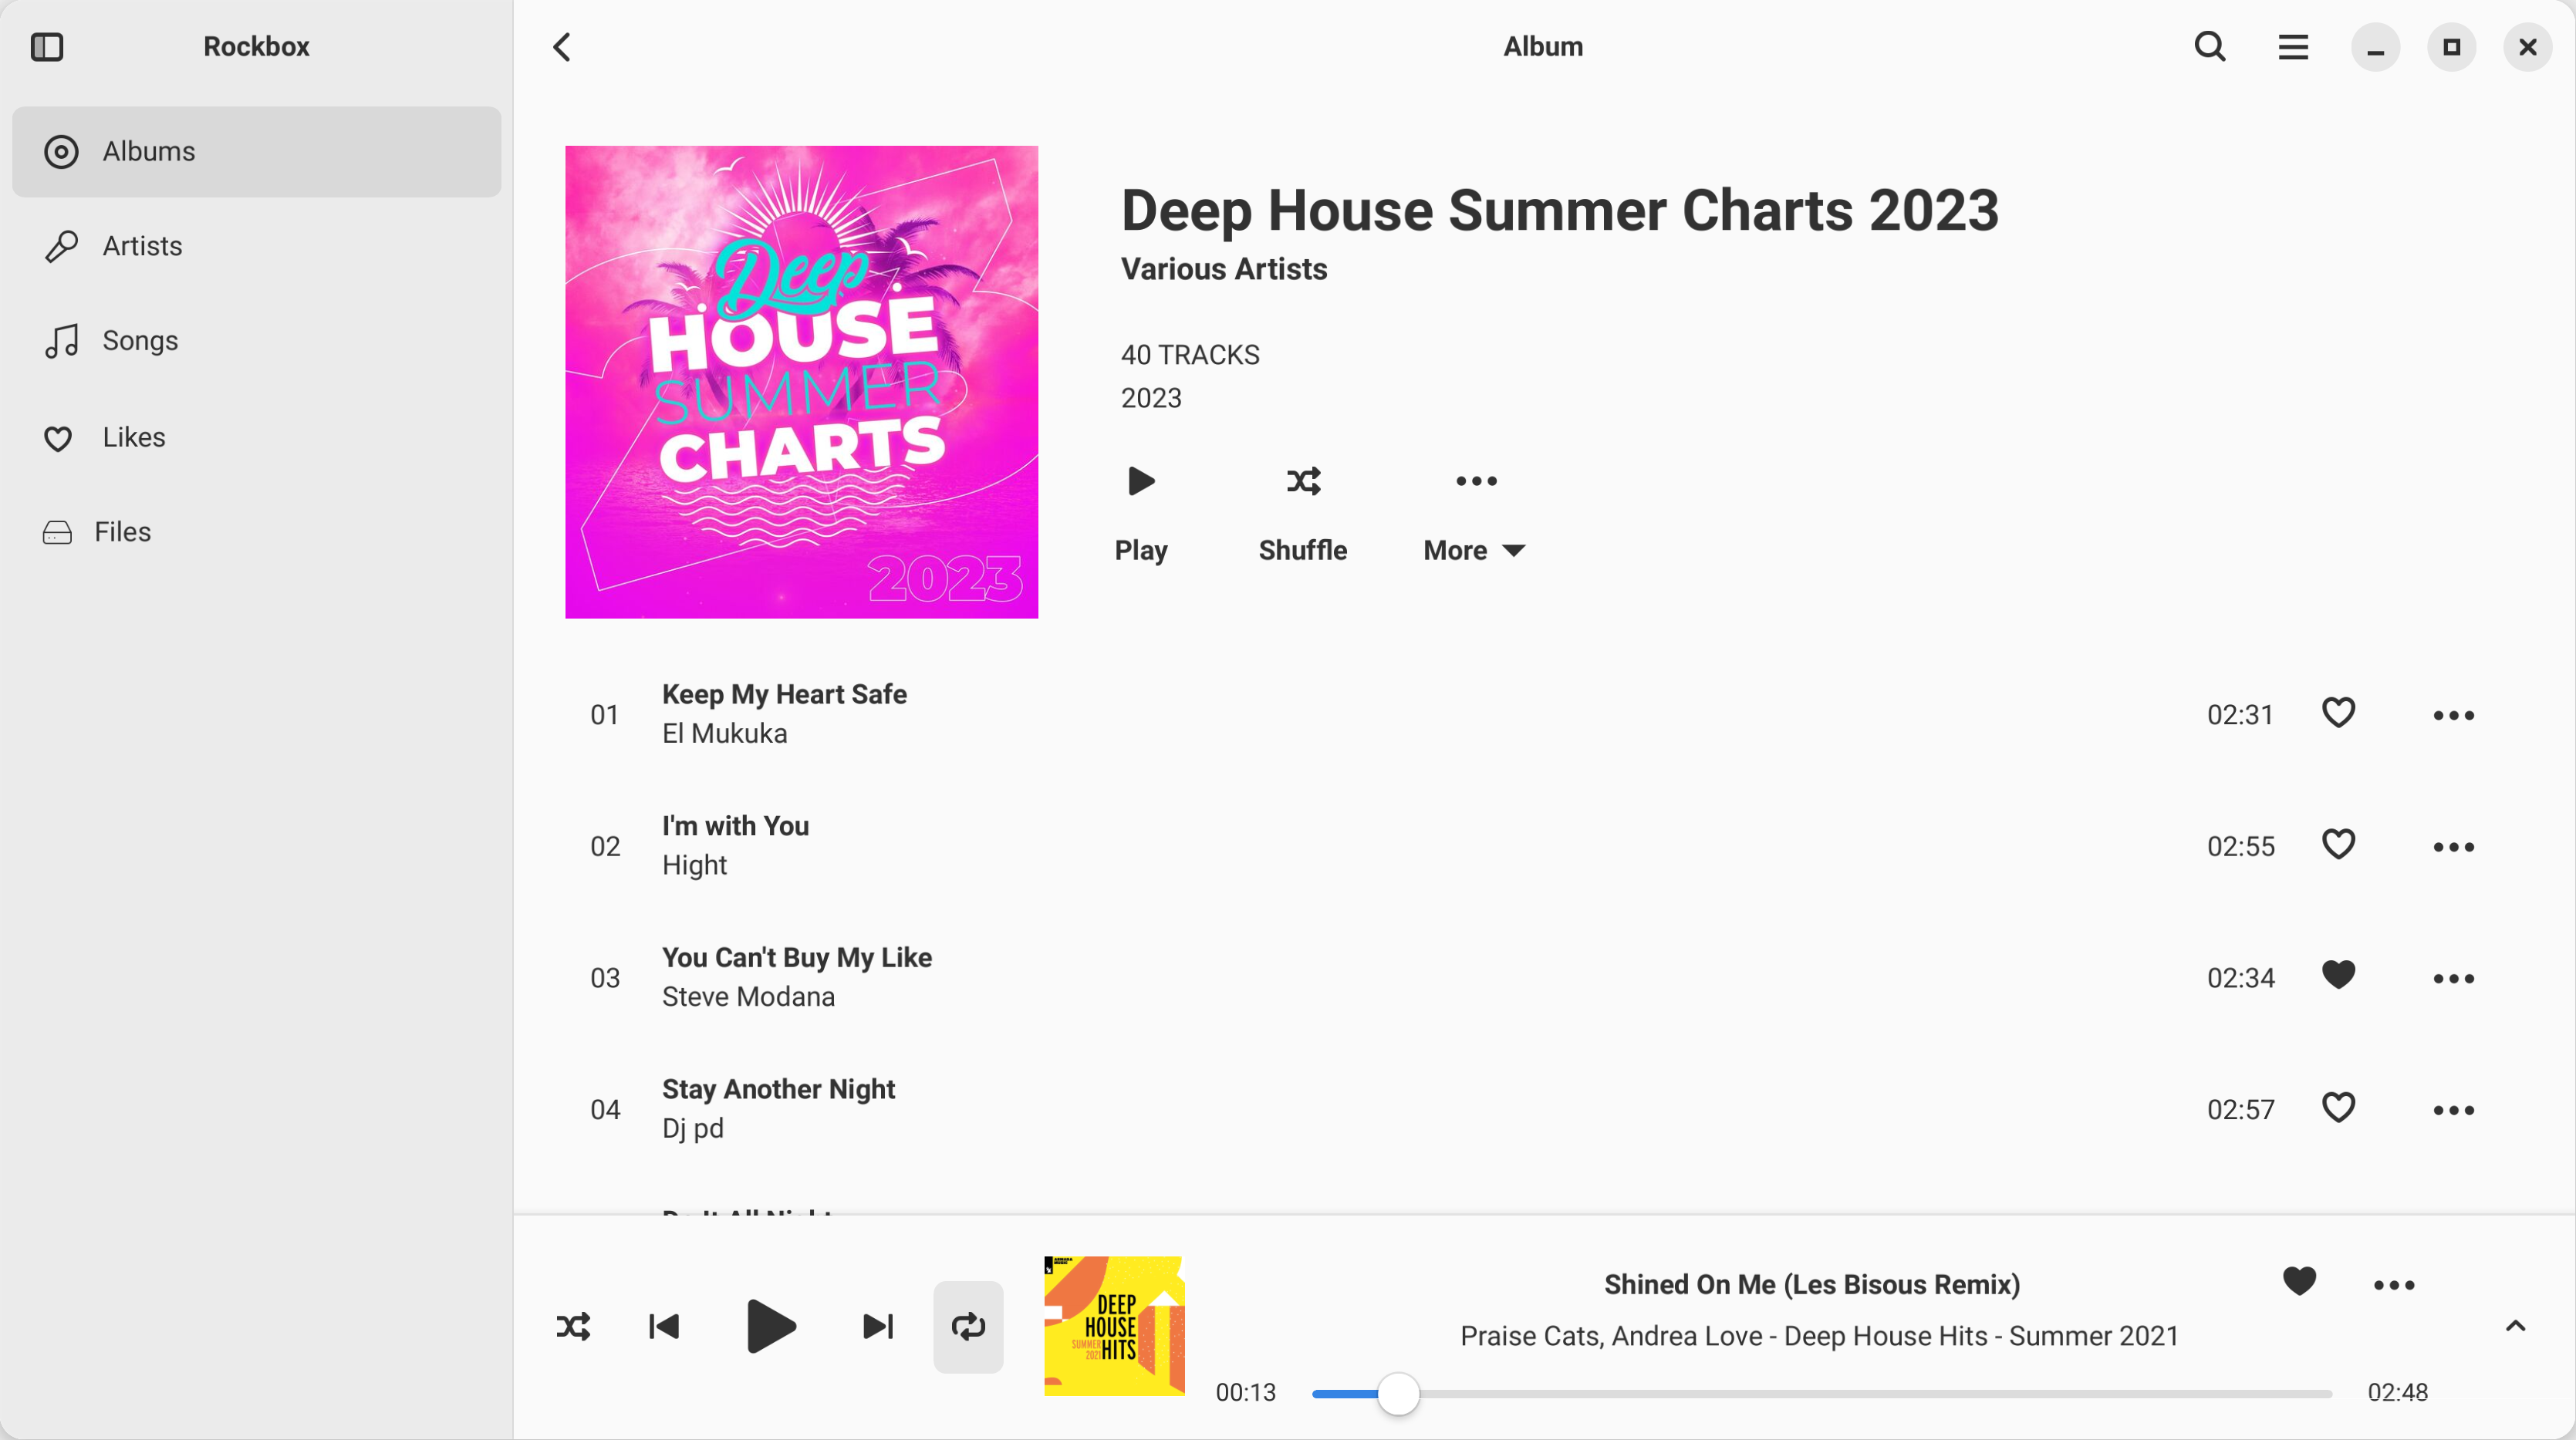 Rockbox
Album
Albums
Artists
Songs
Likes
Files
Deep
HOUSE
SUMMER
CHARTS
2023
Deep House Summer Charts 2023
Various Artists
40 TRACKS
2023
Play
Shuffle
More
01
Keep My Heart Safe
El Mukuka
02:31
02
I'm with You
Hight
02:55
03
You Can't Buy My Like
Steve Modana
02:34
04
Stay Another Night
Dj pd
02:57
DEEP
HOUSE
SUMMER
2021
HITS
Shined On Me (Les Bisous Remix)
Praise Cats, Andrea Love - Deep House Hits - Summer 2021
00:13
02:48